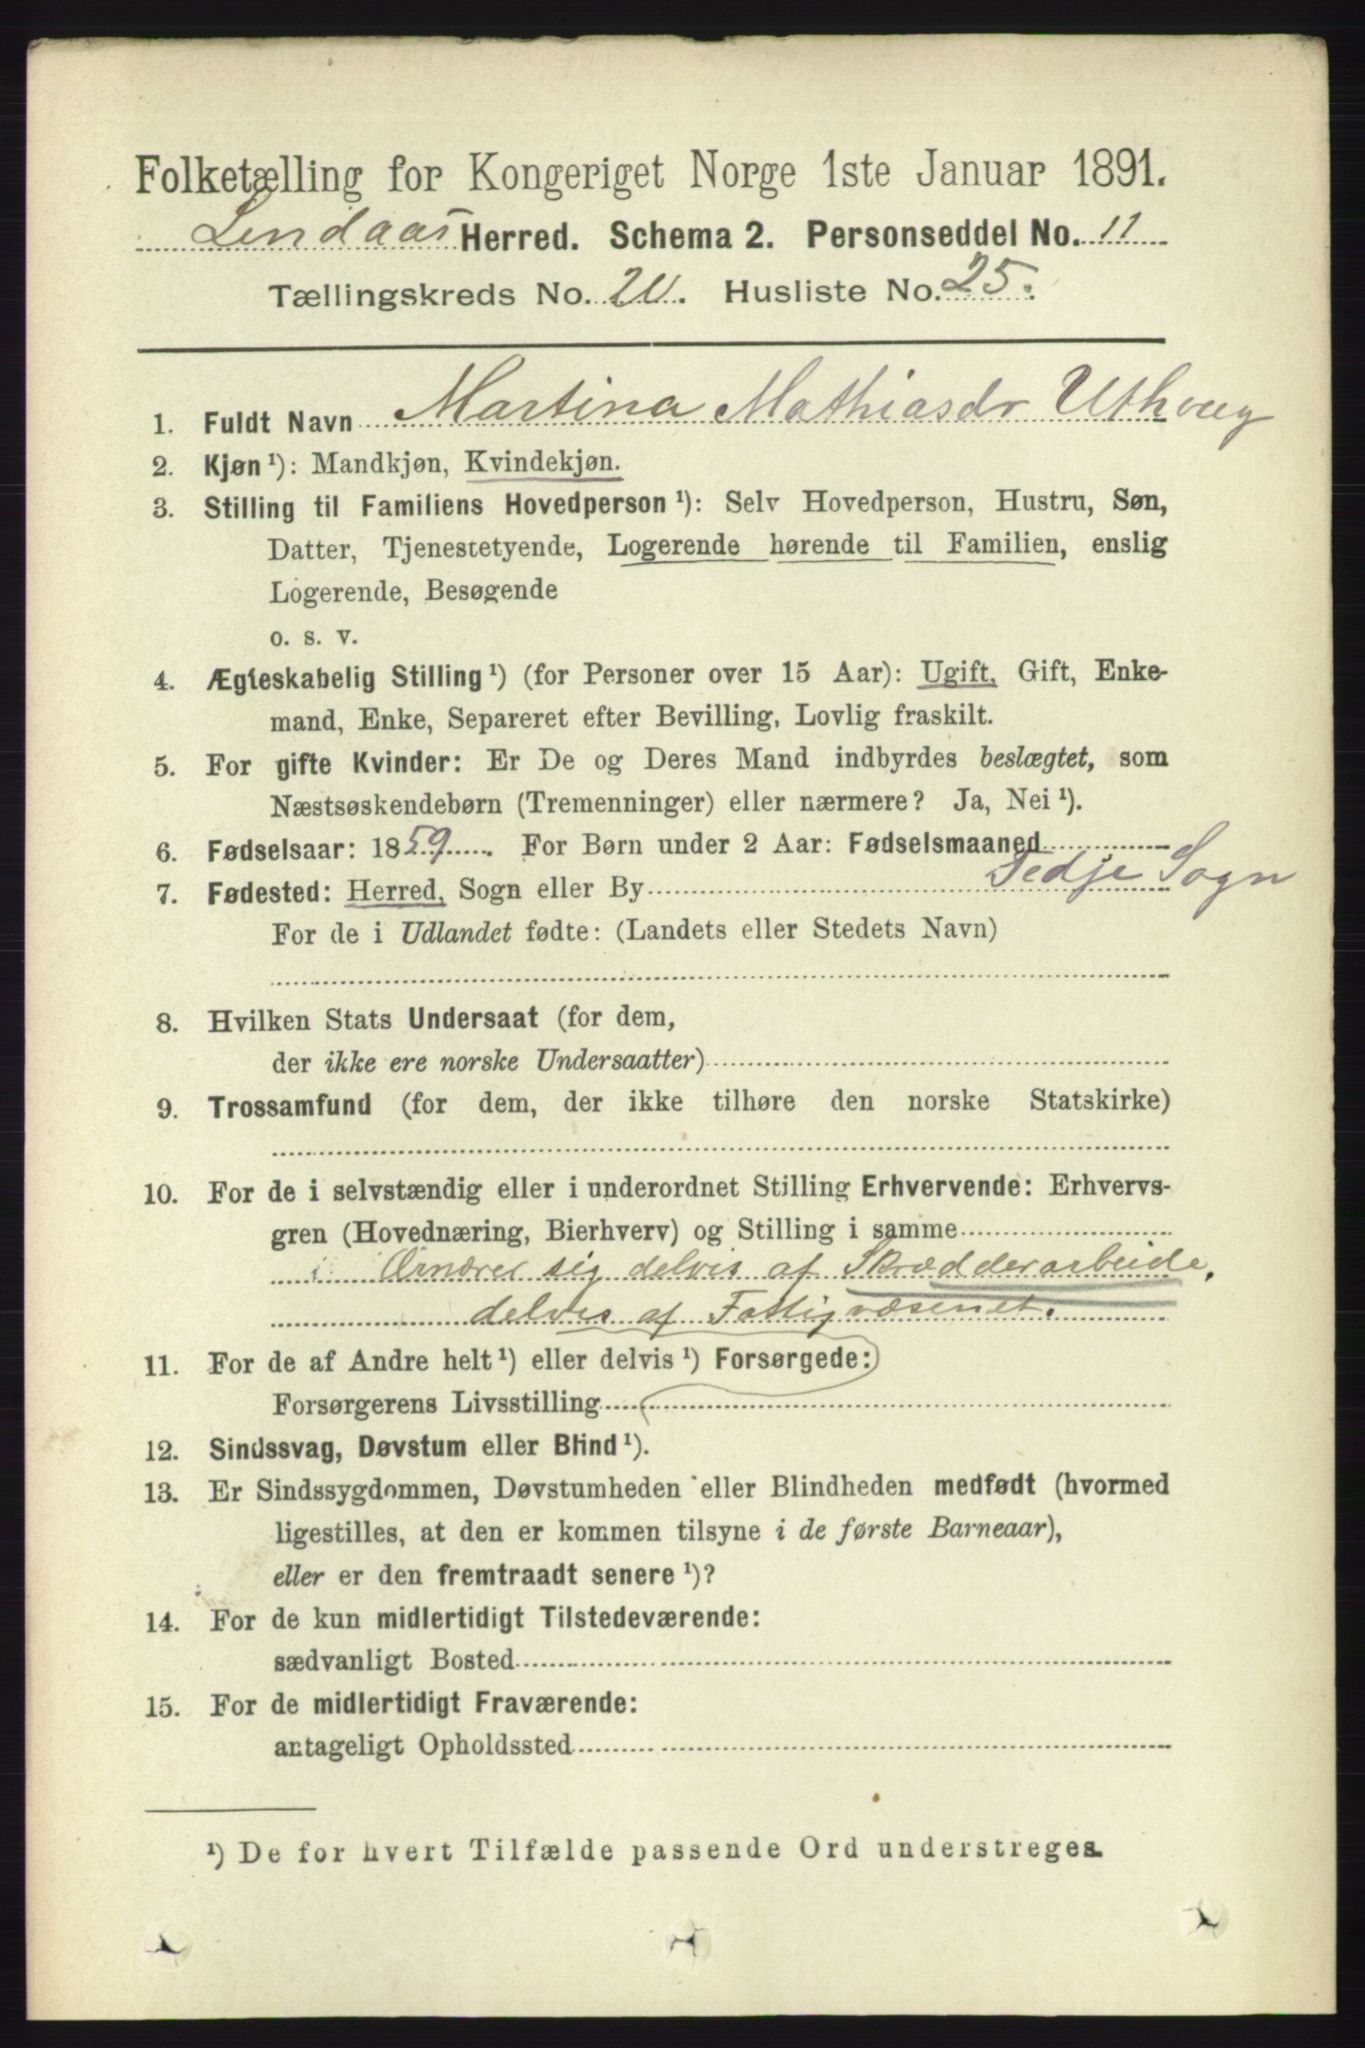 Folketælling for Kongeriget Norge 1ste Januar 1891.
Lindaas Herred. Schema 2. Personseddel No. 11
Tællingskreds No. Husliste No. 25.
1. Fuldt Navn Martina Mathiasdr Uthoug
2. Kjøn ¹): Mandkjøn, Kvindekjøn.
3. Stilling til Familiens Hovedperson ¹): Selv Hovedperson, Hustru, Søn,
Datter, Tjenestetyende, Logerende hørende til Familien, enslig
Logerende, Besøgende
o. s. v.
4. Ægteskabelig Stilling ¹) (for Personer over 15 Aar): Ugift, Gift, Enke-
mand, Enke, Separeret efter Bevilling, Lovlig fraskilt.
5. For gifte Kvinder: Er De og Deres Mand indbyrdes beslægtet, som
Næstsøskendebørn (Tremenninger) eller nærmere? Ja, Nei ¹).
6. Fødselsaar: 1859. For Børn under 2 Aar: Fødselsmaaned
7. Fødested: Herred, Sogn eller By Fedje Sogn
For de i Udlandet fødte: (Landets eller Stedets Navn)
8. Hvilken Stats Undersaat (for dem,
der ikke ere norske Undersaatter)
9. Trossamfund (for dem, der ikke tilhøre den norske Statskirke)
10. For de i selvstændig eller i underordnet Stilling Erhvervende: Erhvervs-
gren (Hovednæring, Bierhverv) og Stilling i samme
Ærnærer sig delvis af Skrædderarbeide,
delvis af Fattigvæsenet.
11. For de af Andre helt ¹) eller delvis ¹) Forsørgede:
Forsørgerens Livsstilling
12. Sindssvag, Døvstum eller Blind ¹).
13. Er Sindssygdommen, Døvstumheden eller Blindheden medfødt (hvormed
ligestilles, at den er kommen tilsyne i de første Barneaar),
eller er den fremtraadt senere ¹)?
14. For de kun midlertidigt Tilstedeværende:
sædvanligt Bosted
15. For de midlertidigt Fraværende:
antageligt Opholdssted
¹) De for hvert Tilfælde passende Ord understreges.